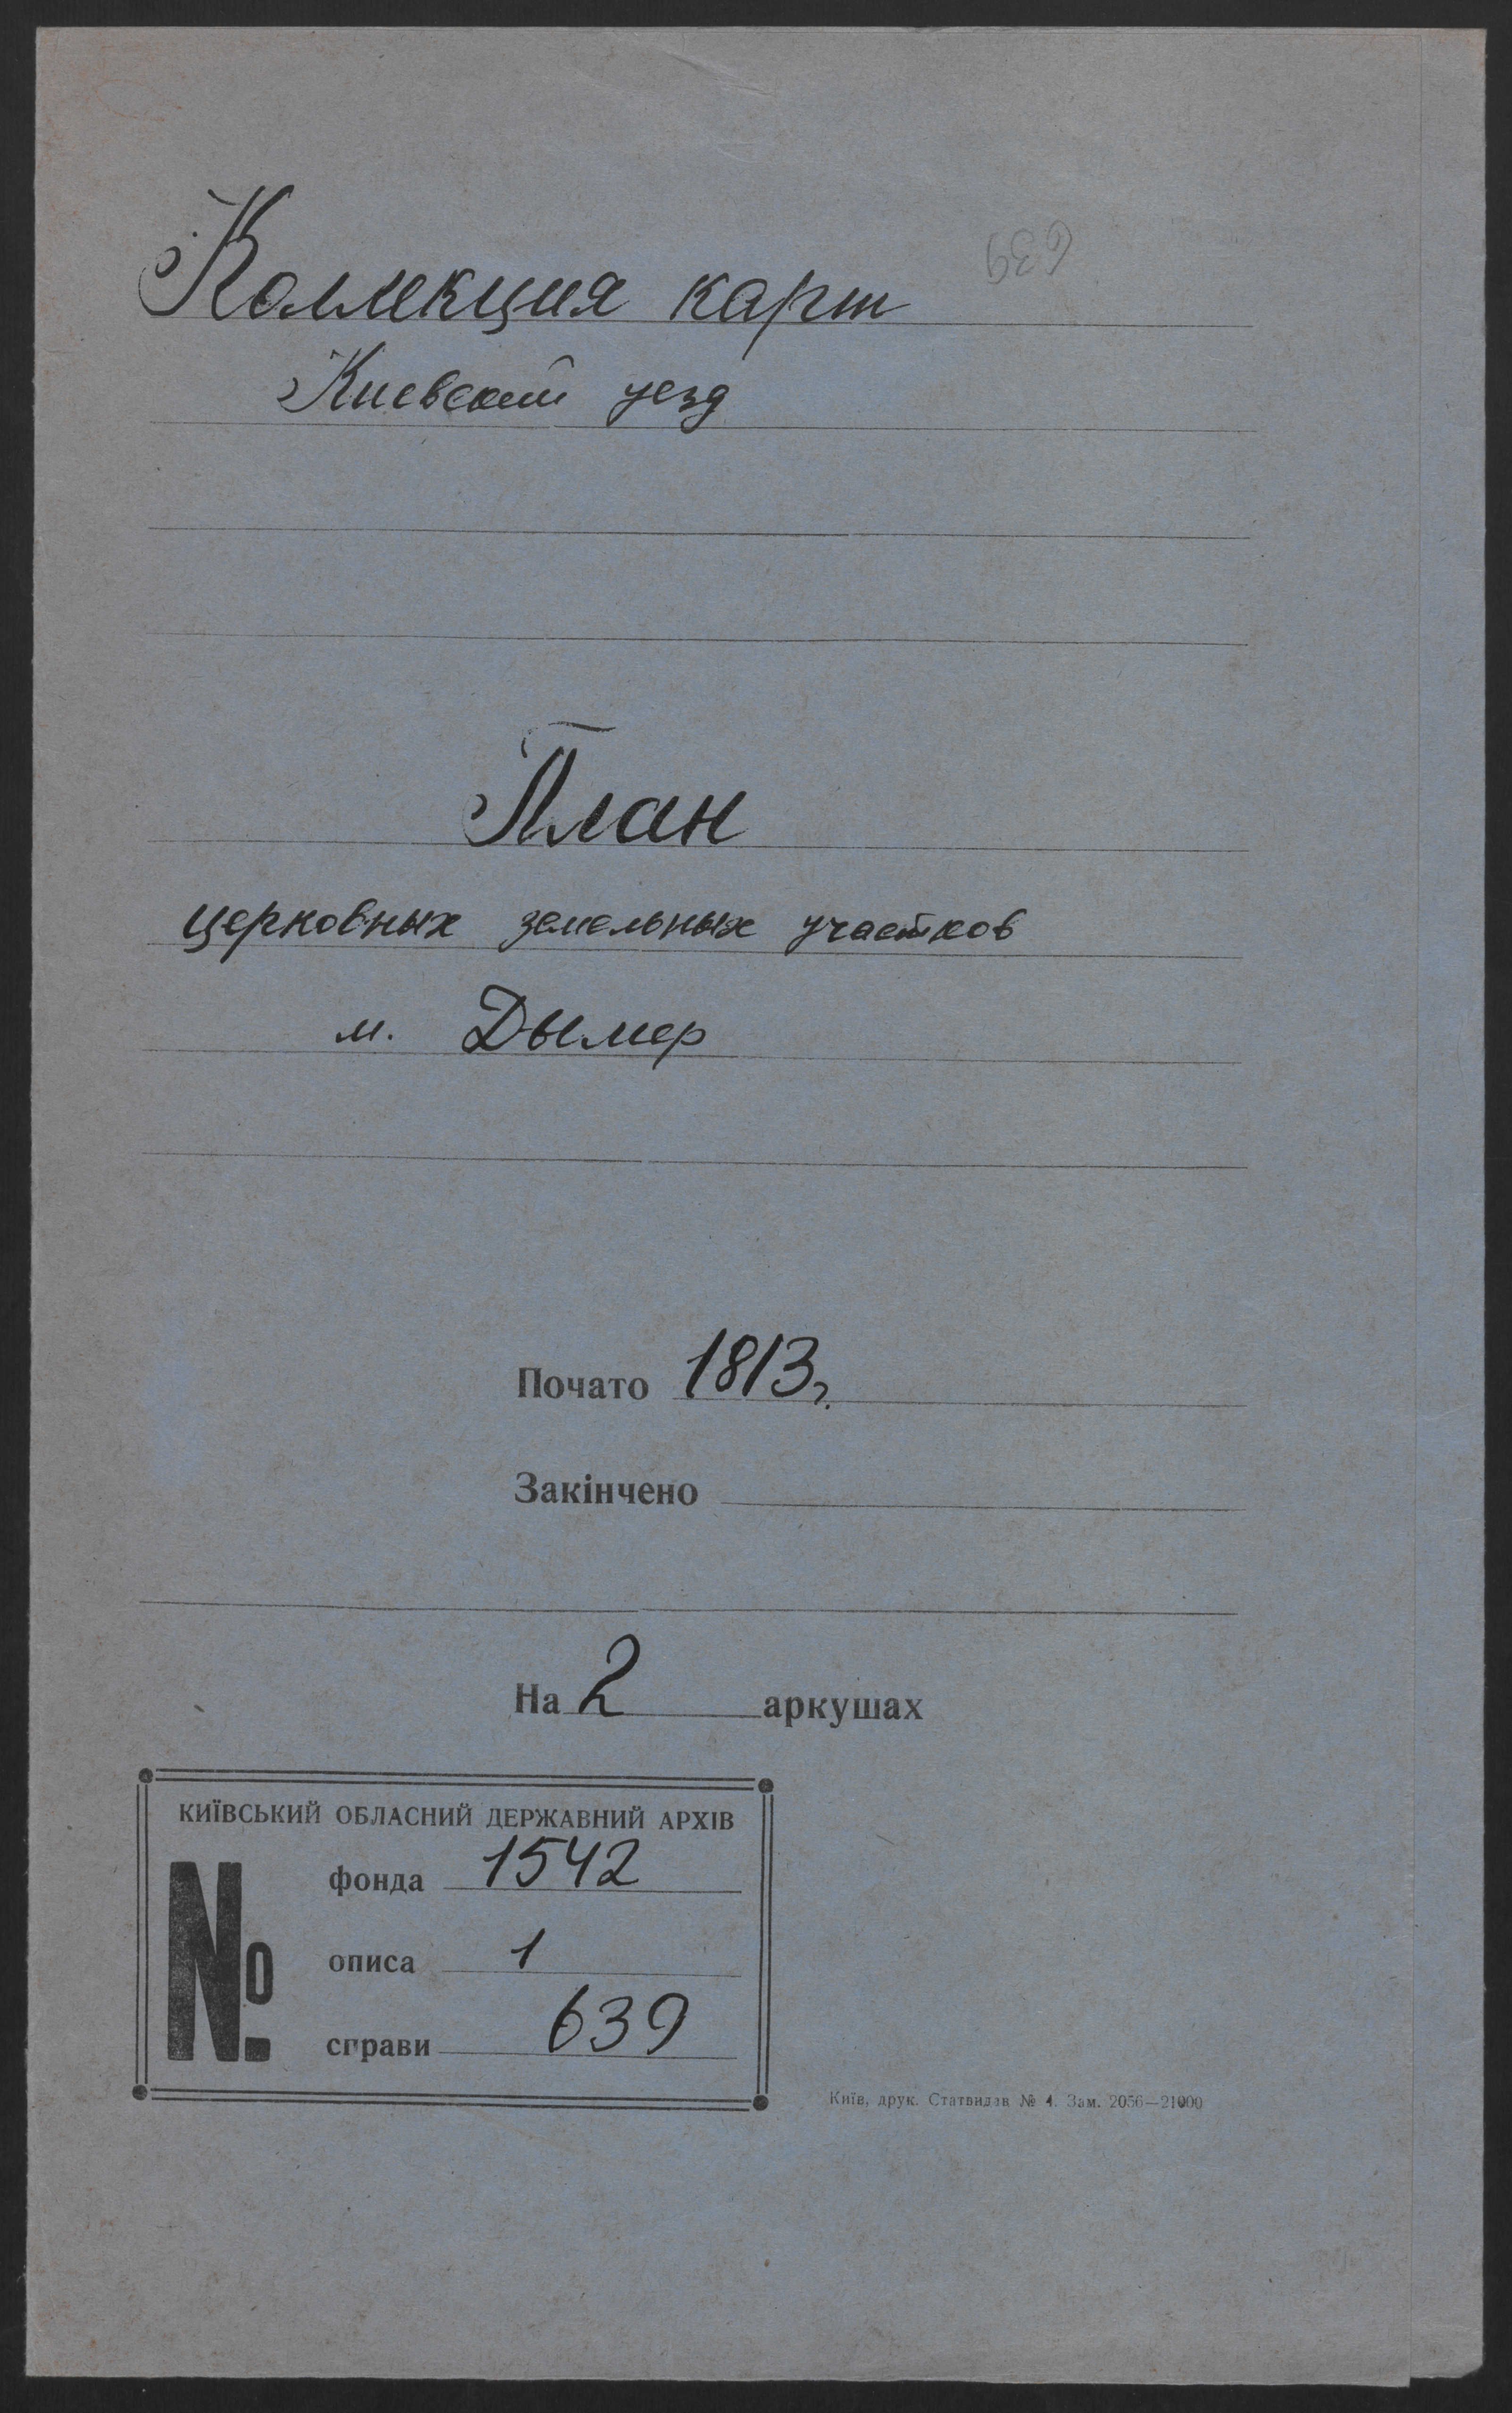 639
Коллекция карт
Киевский уезд
План
церковных земельных участков
м. Дымер
Почато 1813 г.
Закінчено
На 2 аркушах
КИЇВСЬКИЙ ОБЛАСНИЙ ДЕРЖАВНИЙ АРХІВ
№
фонда 1542
описа 1
справи 639
Київ, друк. Статвидав № 4. Зам. 2056—21000